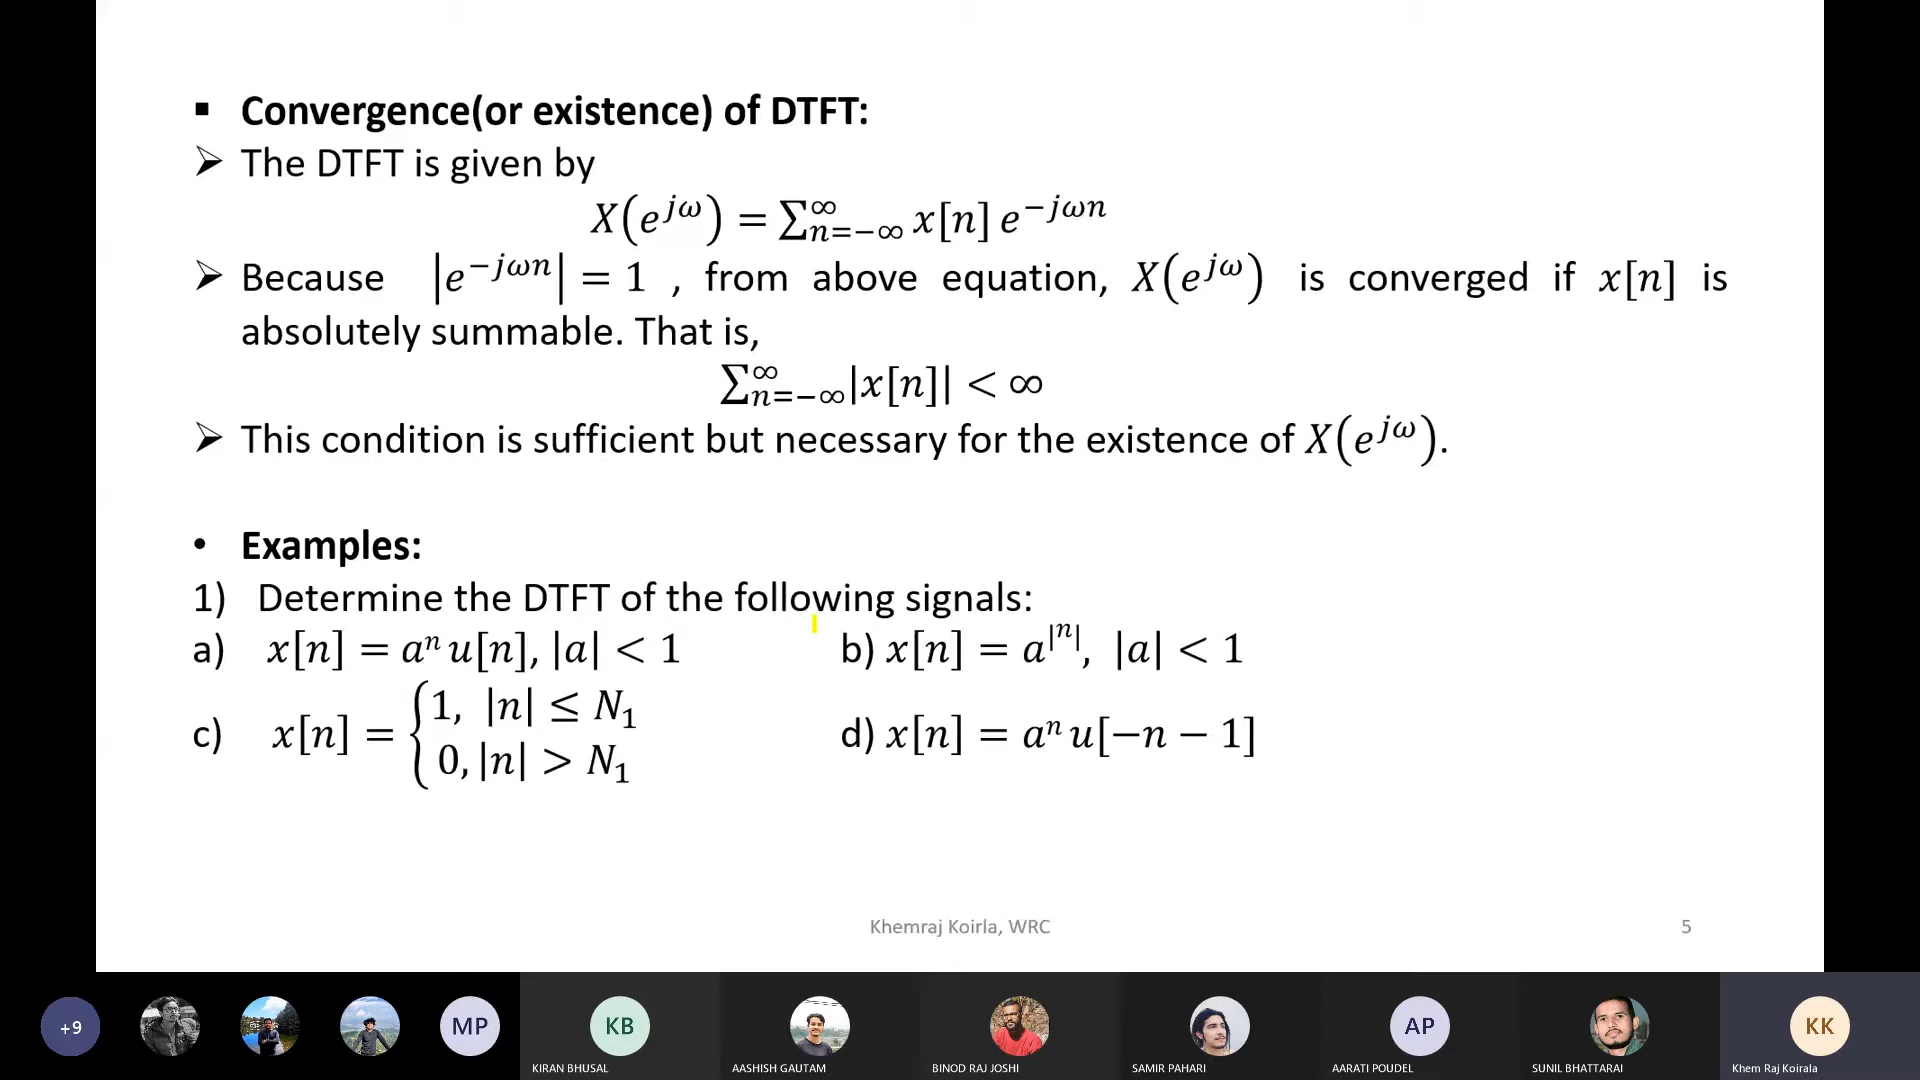 ▪ Convergence(or existence) of DTFT:
➢ The DTFT is given by
X(e^{jω}) = ∑_{n=−∞}^{∞} x[n] e^{−jωn}
➢ Because |e^{−jωn}| = 1 , from above equation, X(e^{jω}) is converged if x[n] is
absolutely summable. That is,
∑_{n=−∞}^{∞}|x[n]| < ∞
➢ This condition is sufficient but necessary for the existence of X(e^{jω}).
• Examples:
1) Determine the DTFT of the following signals:
a) x[n] = a^n u[n], |a| < 1 b) x[n] = a^{|n|}, |a| < 1
c) x[n] = { 1, |n| ≤ N_1
0, |n| > N_1
d) x[n] = a^n u[−n − 1]
Khemraj Koirla, WRC 5
+9 MP KB AP KK
KIRAN BHUSAL AASHISH GAUTAM BINOD RAJ JOSHI SAMIR PAHARI AARATI POUDEL SUNIL BHATTARAI Khem Raj Koirala